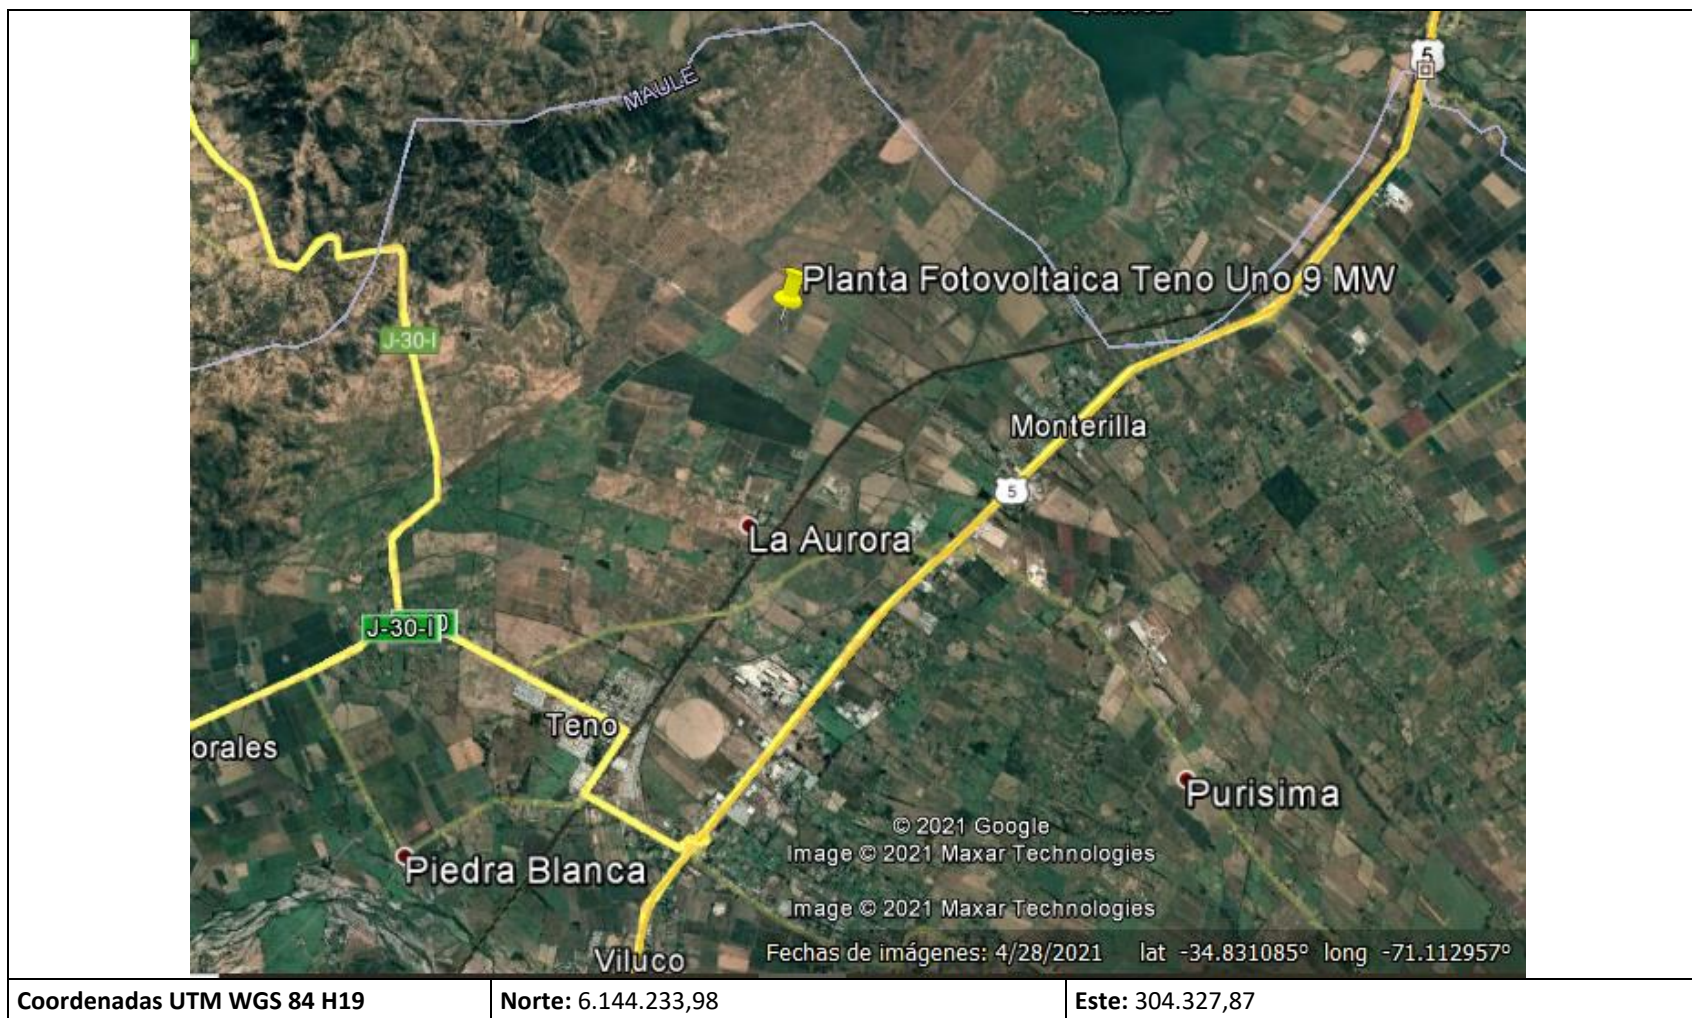 5
MAULE
Planta Fotovoltaica Teno Uno 9 MW
J-30-I
Monterilla
5
La Aurora
J-30-I
Teno
orales
Purisima
© 2021 Google
Image © 2021 Maxar Technologies
Piedra Blanca
Image © 2021 Maxar Technologies
Viluco
Fechas de imágenes: 4/28/2021 lat -34.831085° long -71.112957°
Coordenadas UTM WGS 84 H19 Norte: 6.144.233,98 Este: 304.327,87